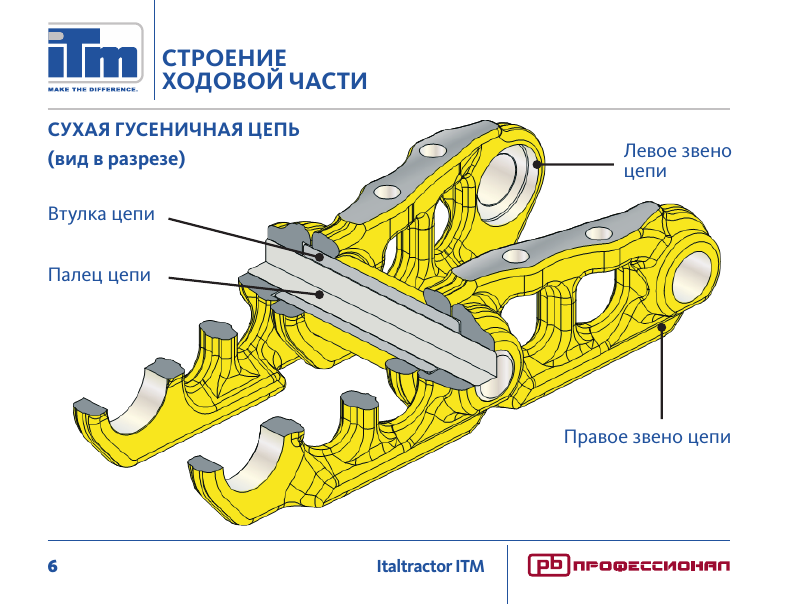 iTm
MAKE THE DIFFERENCE.
СТРОЕНИЕ
ХОДОВОЙ ЧАСТИ
СУХАЯ ГУСЕНИЧНАЯ ЦЕПЬ
(вид в разрезе)
Левое звено
цепи
Втулка цепи
Палец цепи
Правое звено цепи
6
Italtractor ITM
pb ПРОФЕССИОНАЛ